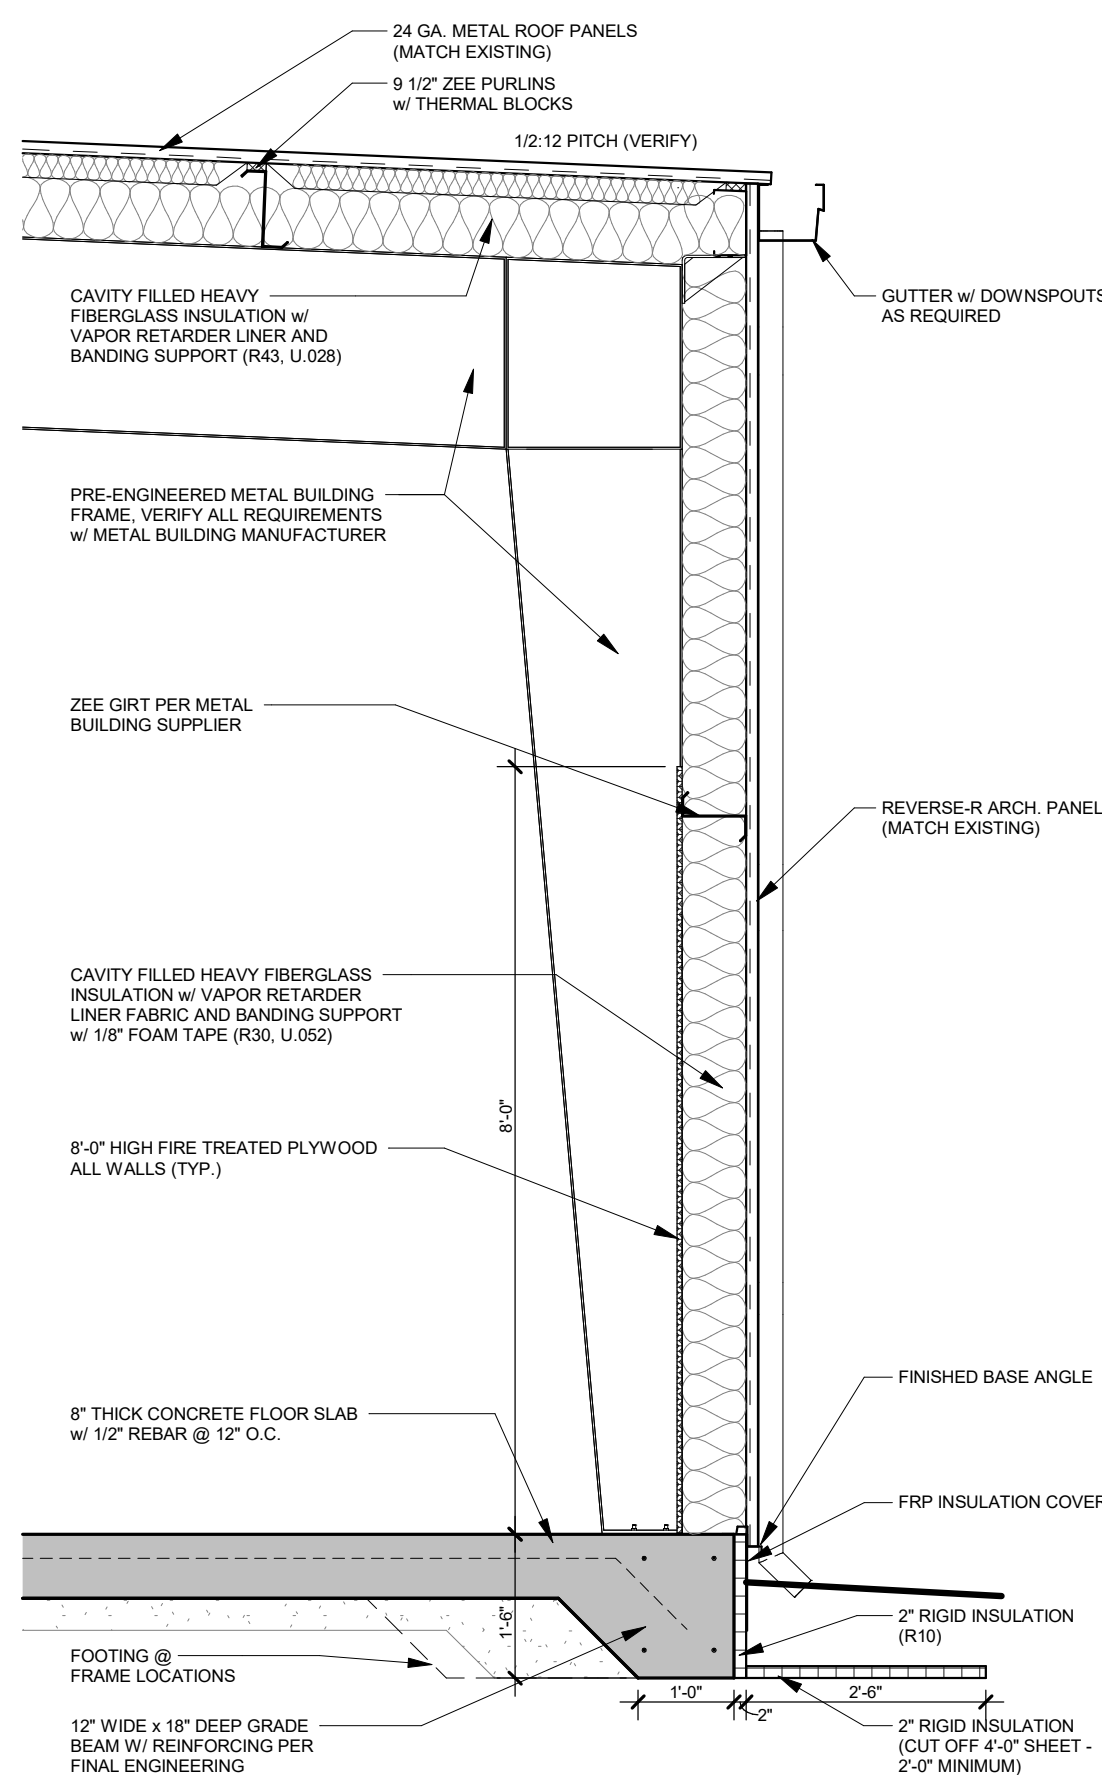 24 GA. METAL ROOF PANELS
(MATCH EXISTING)
9 1/2" ZEE PURLINS
w/ THERMAL BLOCKS
1/2:12 PITCH (VERIFY)
CAVITY FILLED HEAVY
FIBERGLASS INSULATION w/
VAPOR RETARDER LINER AND
BANDING SUPPORT (R43, U.028)
GUTTER w/ DOWNSPOUTS
AS REQUIRED
PRE-ENGINEERED METAL BUILDING
FRAME, VERIFY ALL REQUIREMENTS
w/ METAL BUILDING MANUFACTURER
ZEE GIRT PER METAL
BUILDING SUPPLIER
REVERSE-R ARCH. PANEL
(MATCH EXISTING)
CAVITY FILLED HEAVY FIBERGLASS
INSULATION w/ VAPOR RETARDER
LINER FABRIC AND BANDING SUPPORT
w/ 1/8" FOAM TAPE (R30, U.052)
8'-0"
8'-0" HIGH FIRE TREATED PLYWOOD
ALL WALLS (TYP.)
FINISHED BASE ANGLE
8" THICK CONCRETE FLOOR SLAB
w/ 1/2" REBAR @ 12" O.C.
FRP INSULATION COVER
1'-6"
2" RIGID INSULATION
(R10)
FOOTING @
FRAME LOCATIONS
1'-0"
2"
2'-6"
12" WIDE x 18" DEEP GRADE
BEAM W/ REINFORCING PER
FINAL ENGINEERING
2" RIGID INSULATION
(CUT OFF 4'-0" SHEET -
2'-0" MINIMUM)